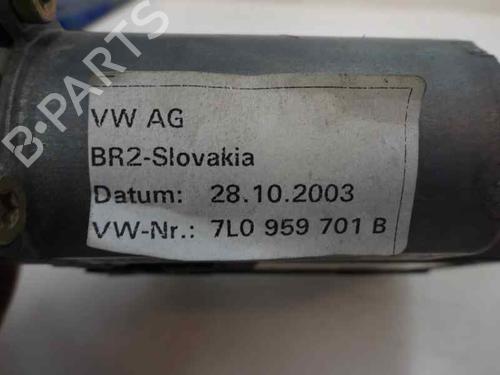 VW AG
BR2-Slovakia
Datum: 28.10.2003
VW-Nr.: 7L0 959 701 B
B-PARTS